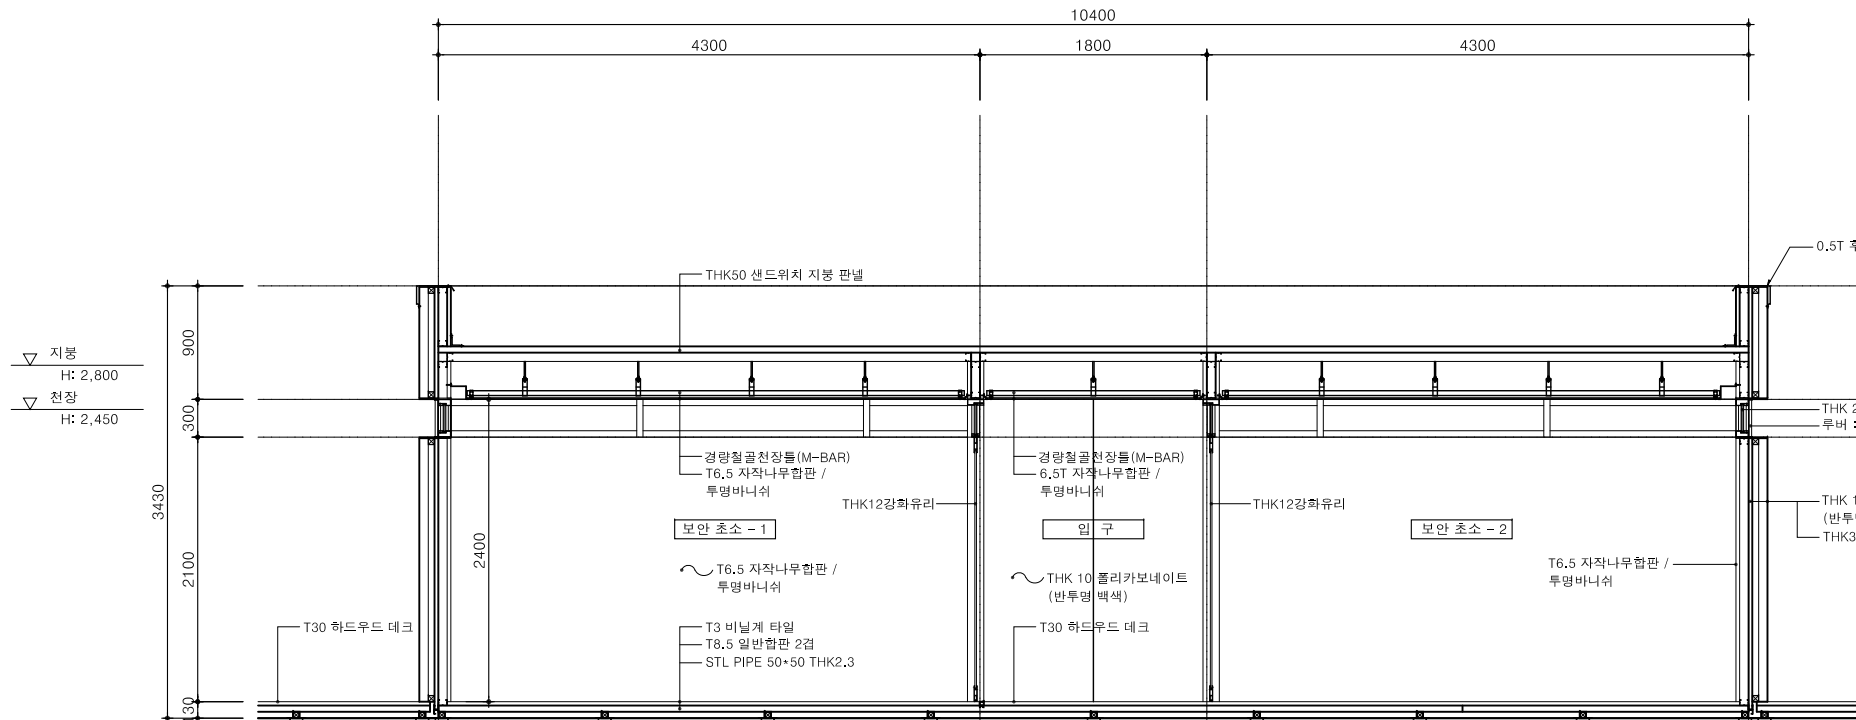 10400
4300
1800
4300
0.5T
THK50 샌드위치 지붕 판넬
900
지붕
H: 2,800
천장
H: 2,450
300
THK 2
루버 :
경량철골천장틀(M-BAR)
T6.5 자작나무합판 /
투명바니쉬
경량철골천장틀(M-BAR)
6.5T 자작나무합판 /
투명바니쉬
3430
THK12강화유리
THK12강화유리
THK 1
(반투명
THK3
보안 초소 - 1
입 구
보안 초소 - 2
2100
2400
T6.5 자작나무합판 /
투명바니쉬
THK 10 폴리카보네이트
(반투명 백색)
T6.5 자작나무합판 /
투명바니쉬
T30 하드우드 데크
T3 비닐계 타일
T8.5 일반합판 2겹
STL PIPE 50*50 THK2.3
T30 하드우드 데크
130